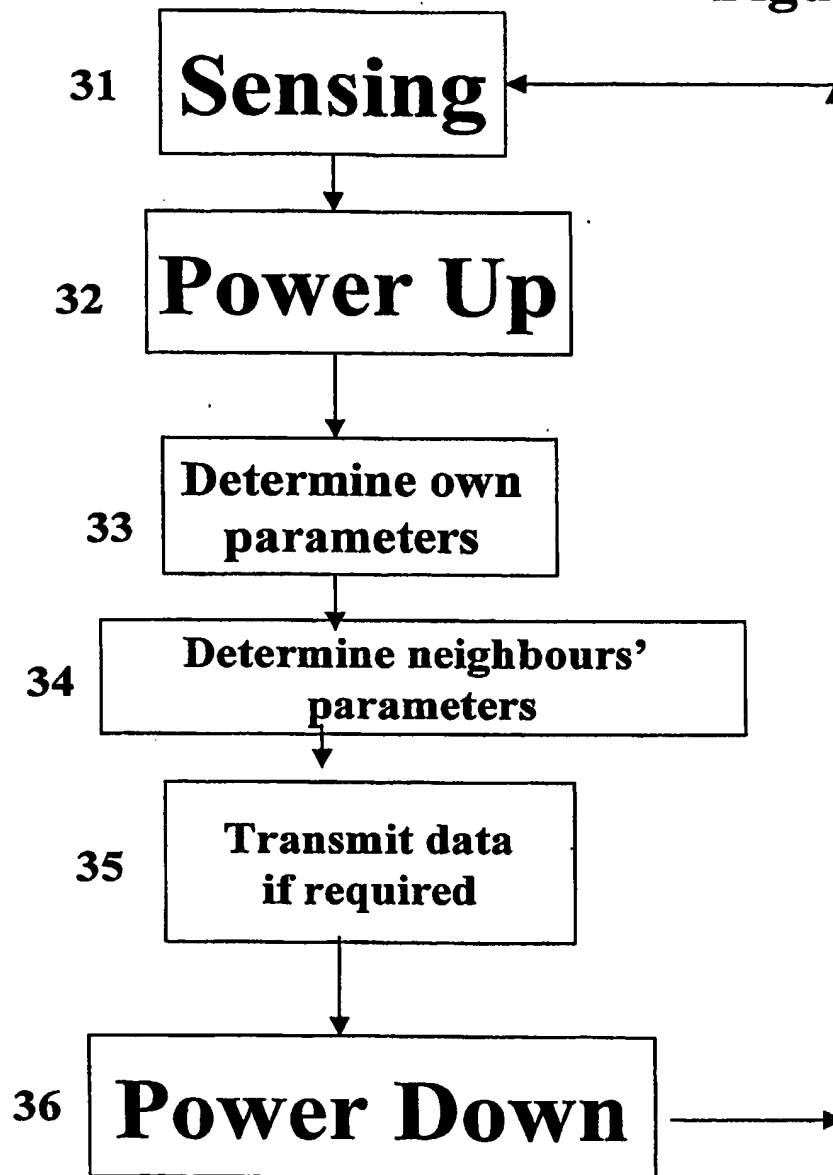 31 Sensing
32 Power Up
33 Determine own
parameters
34 Determine neighbours’
parameters
35 Transmit data
if required
36 Power Down